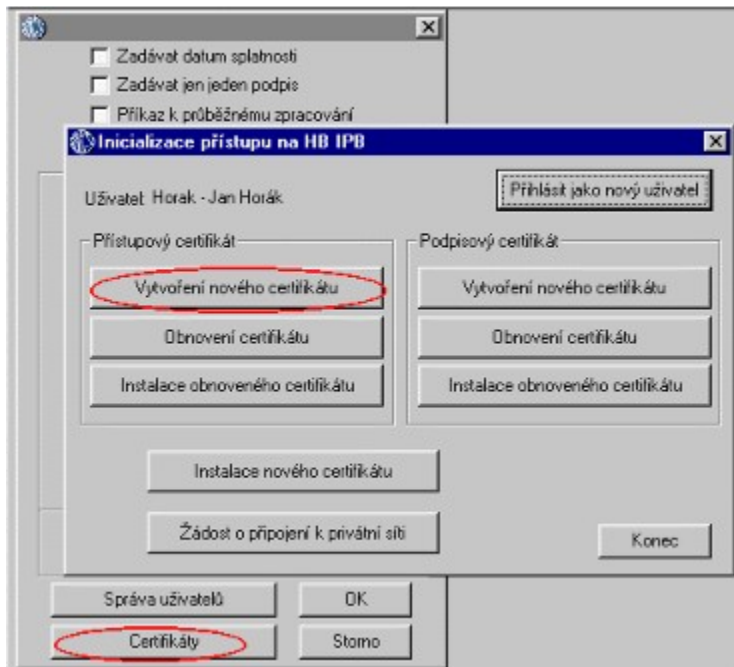 Zadávat datum splatnosti
Zadávat jen jeden podpis
Příkaz k průběžnému zpracování
Inicializace přístupu na HB IPB
Uživatel: Horak - Jan Horák
Přihlásit jako nový uživatel
Přístupový certifikát
Vytvoření nového certifikátu
Obnovení certifikátu
Instalace obnoveného certifikátu
Podpisový certifikát
Vytvoření nového certifikátu
Obnovení certifikátu
Instalace obnoveného certifikátu
Instalace nového certifikátu
Žádost o připojení k privátní síti
Konec
Správa uživatelů
OK
Certifikáty
Storno